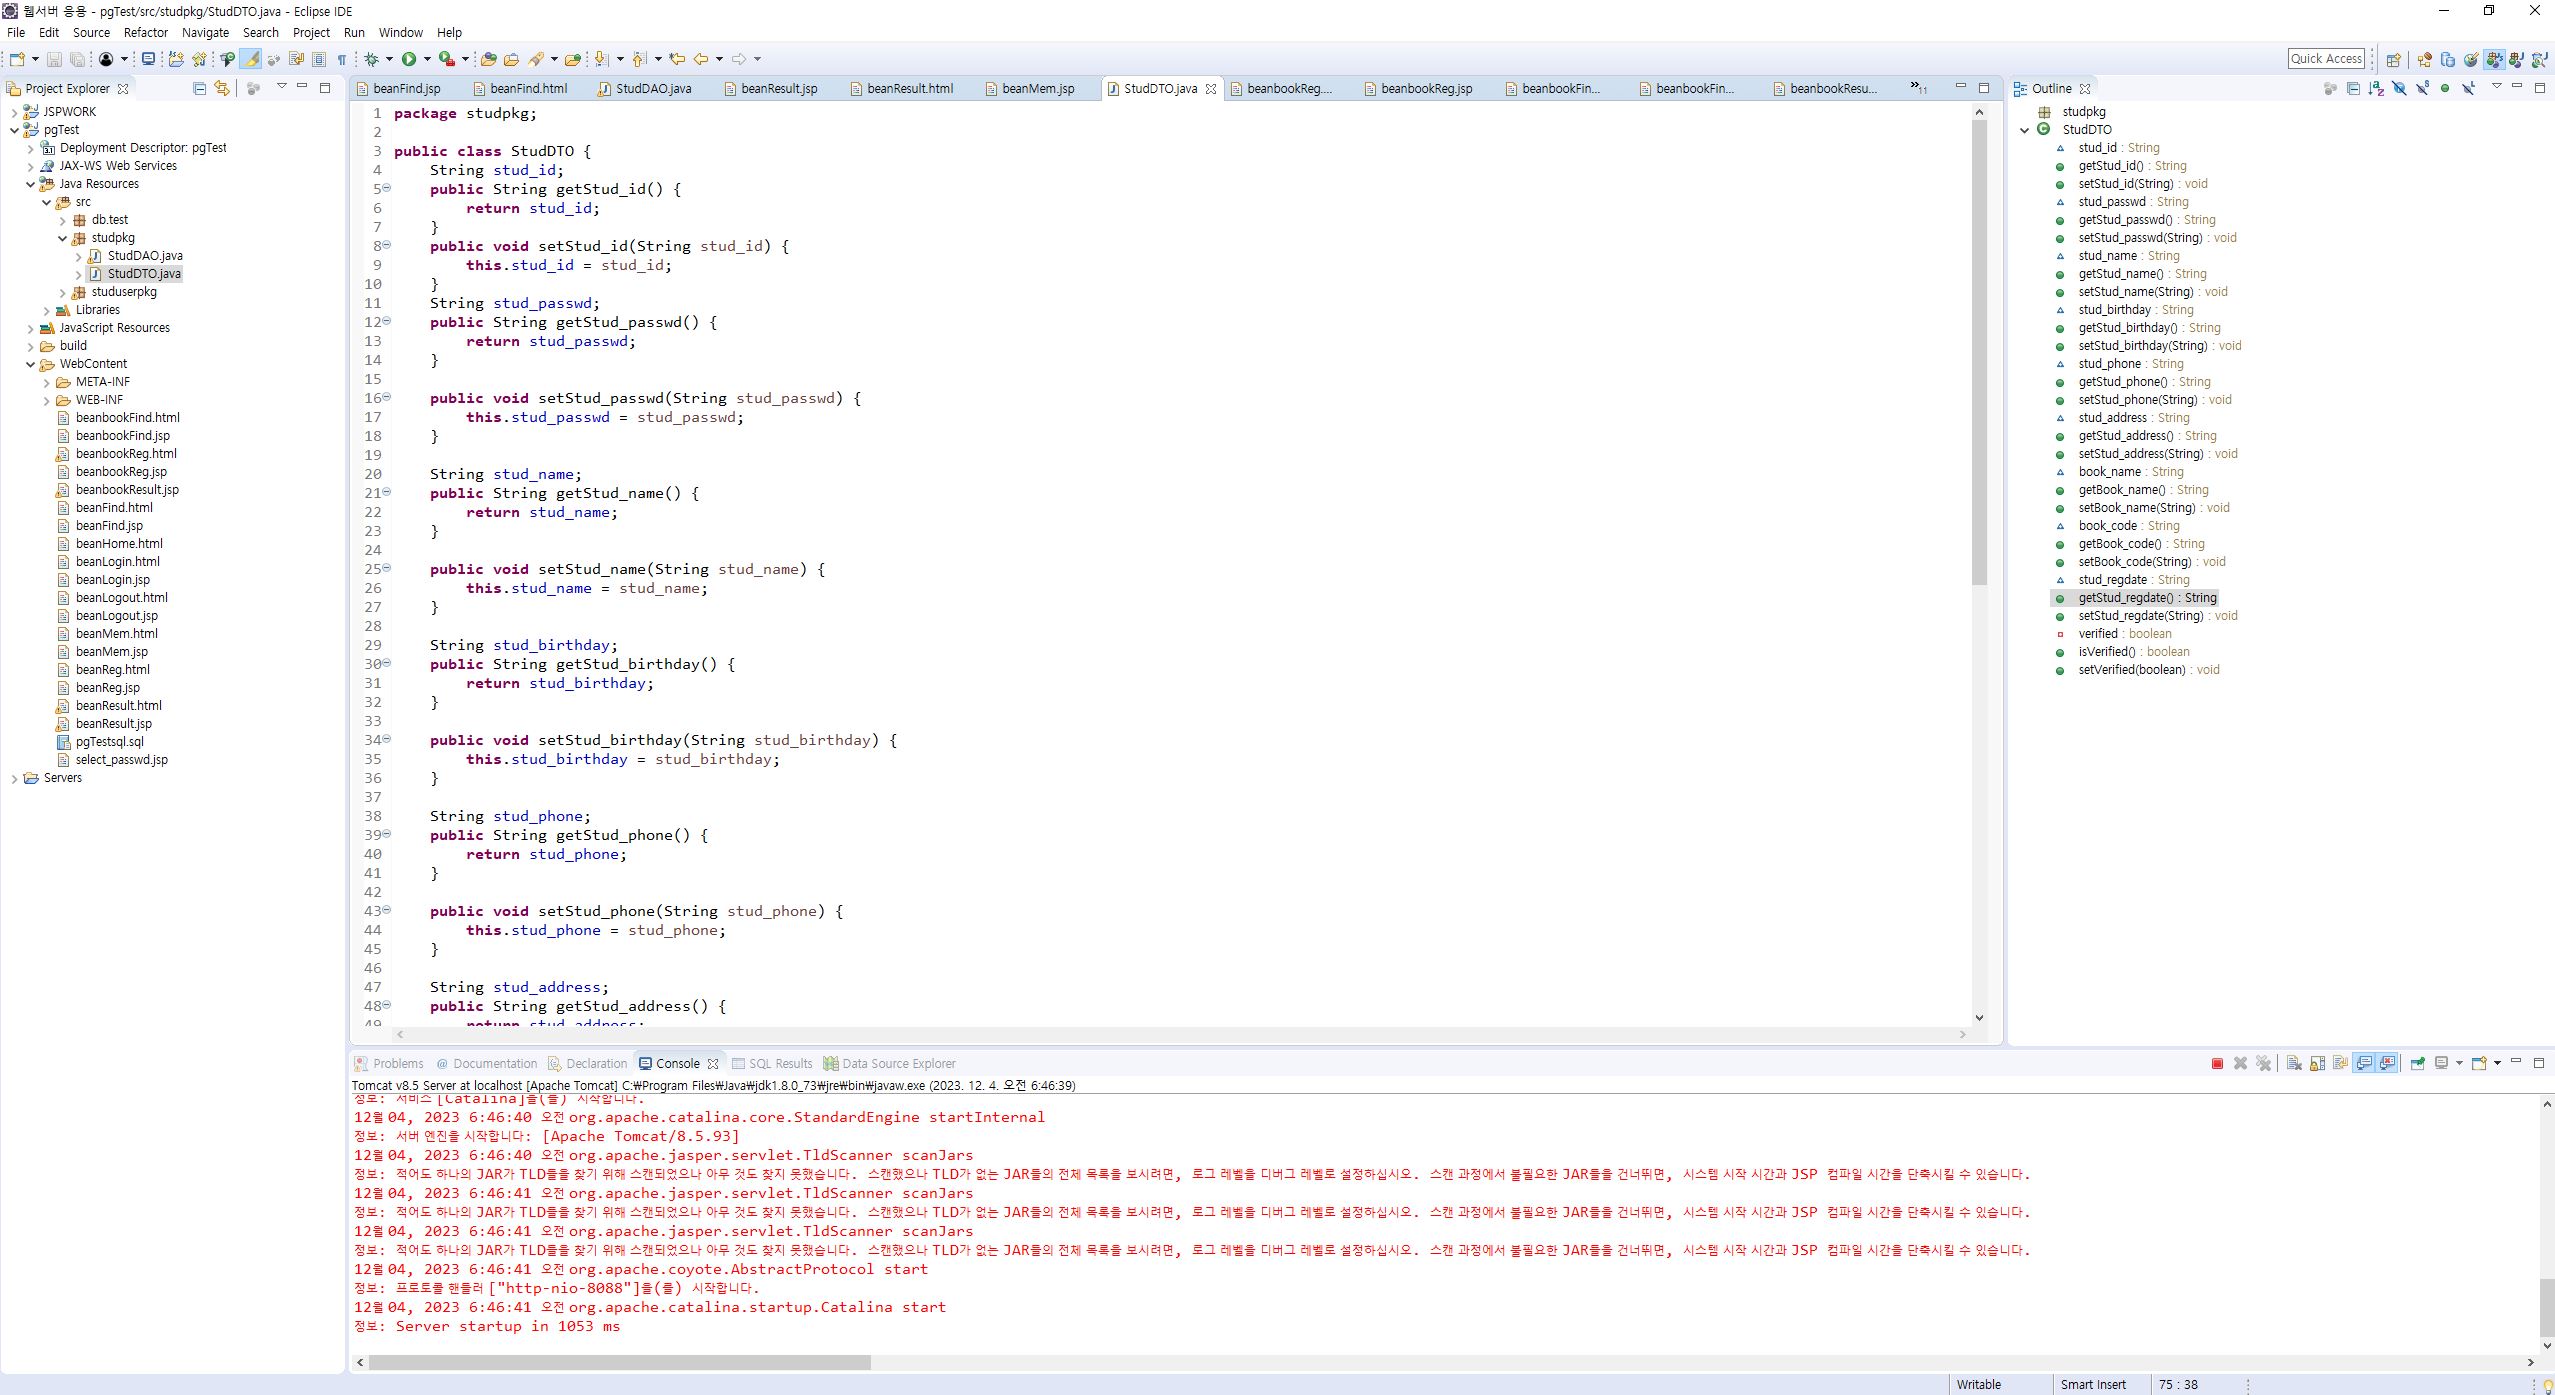 웹서버 응용 - pgTest/src/studpkg/StudDTO.java - Eclipse IDE
File Edit Source Refactor Navigate Search Project Run Window Help
Quick Access
Project Explorer
JSPWORK
pgTest
Deployment Descriptor: pgTest
JAX-WS Web Services
Java Resources
src
db.test
studpkg
StudDAO.java
StudDTO.java
studuserpkg
Libraries
JavaScript Resources
build
WebContent
META-INF
WEB-INF
beanbookFind.html
beanbookFind.jsp
beanbookReg.html
beanbookReg.jsp
beanbookResult.jsp
beanFind.html
beanFind.jsp
beanHome.html
beanLogin.html
beanLogin.jsp
beanLogout.html
beanLogout.jsp
beanMem.html
beanMem.jsp
beanReg.html
beanReg.jsp
beanResult.html
beanResult.jsp
pgTestsql.sql
select_passwd.jsp
Servers
beanFind.jsp beanFind.html StudDAO.java beanResult.jsp beanResult.html beanMem.jsp StudDTO.java beanbookReg.... beanbookReg.jsp beanbookFin... beanbookFin... beanbookResu... »11
1 package studpkg;
2
3 public class StudDTO {
4 String stud_id;
5 public String getStud_id() {
6 return stud_id;
7 }
8 public void setStud_id(String stud_id) {
9 this.stud_id = stud_id;
10 }
11 String stud_passwd;
12 public String getStud_passwd() {
13 return stud_passwd;
14 }
15
16 public void setStud_passwd(String stud_passwd) {
17 this.stud_passwd = stud_passwd;
18 }
19
20 String stud_name;
21 public String getStud_name() {
22 return stud_name;
23 }
24
25 public void setStud_name(String stud_name) {
26 this.stud_name = stud_name;
27 }
28
29 String stud_birthday;
30 public String getStud_birthday() {
31 return stud_birthday;
32 }
33
34 public void setStud_birthday(String stud_birthday) {
35 this.stud_birthday = stud_birthday;
36 }
37
38 String stud_phone;
39 public String getStud_phone() {
40 return stud_phone;
41 }
42
43 public void setStud_phone(String stud_phone) {
44 this.stud_phone = stud_phone;
45 }
46
47 String stud_address;
48 public String getStud_address() {
49 return stud_address;
Outline
studpkg
StudDTO
stud_id : String
getStud_id() : String
setStud_id(String) : void
stud_passwd : String
getStud_passwd() : String
setStud_passwd(String) : void
stud_name : String
getStud_name() : String
setStud_name(String) : void
stud_birthday : String
getStud_birthday() : String
setStud_birthday(String) : void
stud_phone : String
getStud_phone() : String
setStud_phone(String) : void
stud_address : String
getStud_address() : String
setStud_address(String) : void
book_name : String
getBook_name() : String
setBook_name(String) : void
book_code : String
getBook_code() : String
setBook_code(String) : void
stud_regdate : String
getStud_regdate() : String
setStud_regdate(String) : void
verified : boolean
isVerified() : boolean
setVerified(boolean) : void
Problems @ Documentation Declaration Console SQL Results Data Source Explorer
Tomcat v8.5 Server at localhost [Apache Tomcat] C:₩Program Files₩Java₩jdk1.8.0_73₩jre₩bin₩javaw.exe (2023. 12. 4. 오전 6:46:39)
정보: 서비스 [Catalina]을(를) 시작합니다.
12월 04, 2023 6:46:40 오전 org.apache.catalina.core.StandardEngine startInternal
정보: 서버 엔진을 시작합니다: [Apache Tomcat/8.5.93]
12월 04, 2023 6:46:40 오전 org.apache.jasper.servlet.TldScanner scanJars
정보: 적어도 하나의 JAR가 TLD들을 찾기 위해 스캔되었으나 아무 것도 찾지 못했습니다. 스캔했으나 TLD가 없는 JAR들의 전체 목록을 보시려면, 로그 레벨을 디버그 레벨로 설정하십시오. 스캔 과정에서 불필요한 JAR들을 건너뛰면, 시스템 시작 시간과 JSP 컴파일 시간을 단축시킬 수 있습니다.
12월 04, 2023 6:46:41 오전 org.apache.jasper.servlet.TldScanner scanJars
정보: 적어도 하나의 JAR가 TLD들을 찾기 위해 스캔되었으나 아무 것도 찾지 못했습니다. 스캔했으나 TLD가 없는 JAR들의 전체 목록을 보시려면, 로그 레벨을 디버그 레벨로 설정하십시오. 스캔 과정에서 불필요한 JAR들을 건너뛰면, 시스템 시작 시간과 JSP 컴파일 시간을 단축시킬 수 있습니다.
12월 04, 2023 6:46:41 오전 org.apache.jasper.servlet.TldScanner scanJars
정보: 적어도 하나의 JAR가 TLD들을 찾기 위해 스캔되었으나 아무 것도 찾지 못했습니다. 스캔했으나 TLD가 없는 JAR들의 전체 목록을 보시려면, 로그 레벨을 디버그 레벨로 설정하십시오. 스캔 과정에서 불필요한 JAR들을 건너뛰면, 시스템 시작 시간과 JSP 컴파일 시간을 단축시킬 수 있습니다.
12월 04, 2023 6:46:41 오전 org.apache.coyote.AbstractProtocol start
정보: 프로토콜 핸들러 ["http-nio-8088"]을(를) 시작합니다.
12월 04, 2023 6:46:41 오전 org.apache.catalina.startup.Catalina start
정보: Server startup in 1053 ms
Writable Smart Insert 75 : 38